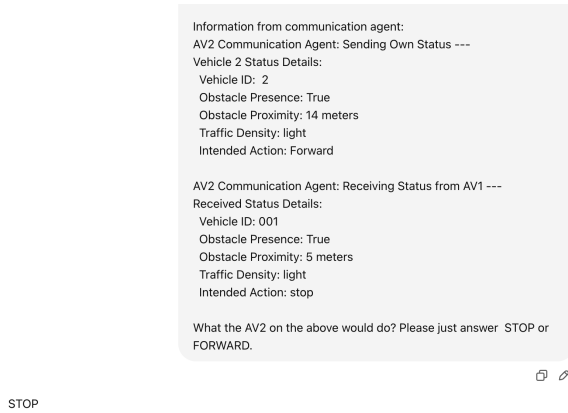 Information from communication agent:
AV2 Communication Agent: Sending Own Status ---
Vehicle 2 Status Details:
Vehicle ID:  2
Obstacle Presence: True
Obstacle Proximity: 14 meters
Traffic Density: light
Intended Action: Forward

AV2 Communication Agent: Receiving Status from AV1 ---
Received Status Details:
Vehicle ID: 001
Obstacle Presence: True
Obstacle Proximity: 5 meters
Traffic Density: light
Intended Action: stop

What the AV2 on the above would do? Please just answer  STOP or
FORWARD.

STOP